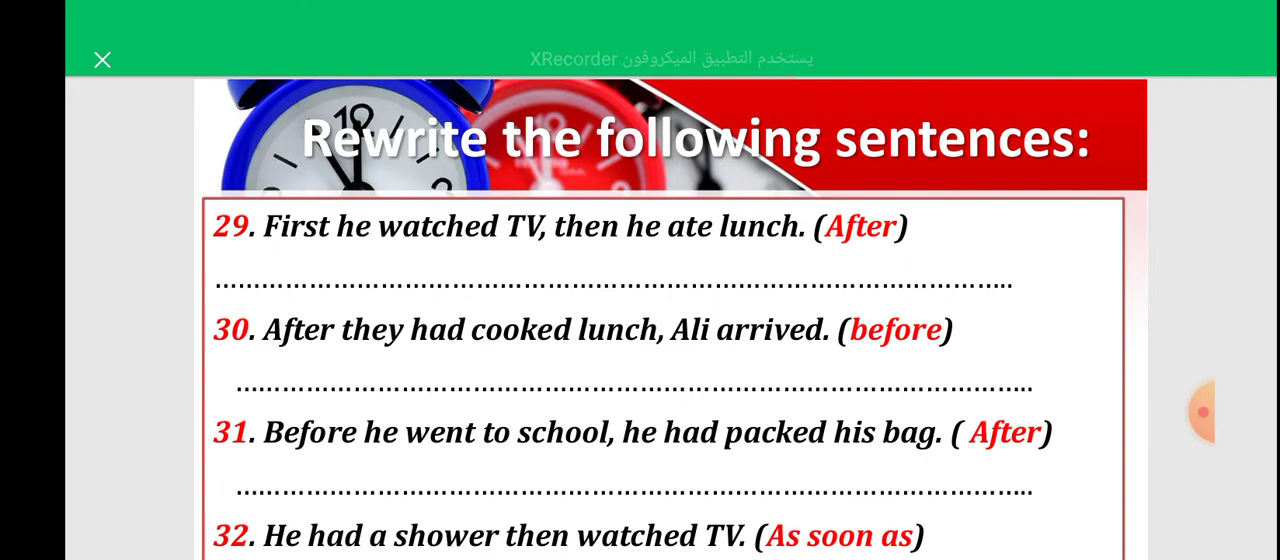 يستخدم التطبيق الميكروفون XRecorder
Rewrite the following sentences:
29. First he watched TV, then he ate lunch. (After)
……………………………………………………………………………………..
30. After they had cooked lunch, Ali arrived. (before)
……………………………………………………………………………………..
31. Before he went to school, he had packed his bag. ( After)
……………………………………………………………………………………..
32. He had a shower then watched TV. (As soon as)